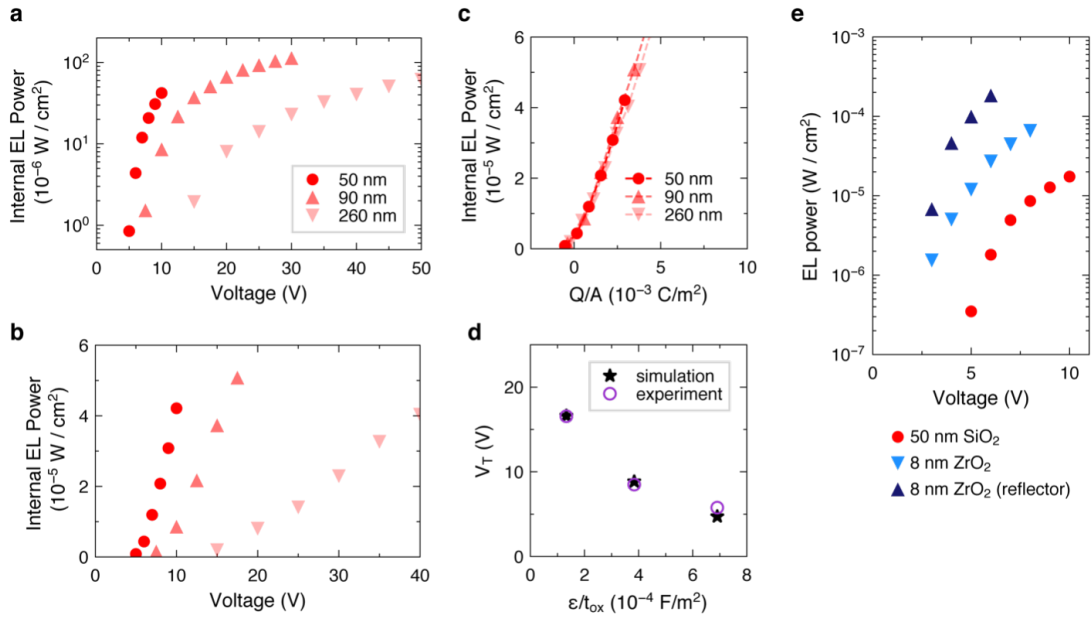 a
Internal EL Power
(10⁻⁶ W / cm²)
10²
10¹
10⁰
0 10 20 30 40 50
Voltage (V)
50 nm
90 nm
260 nm
b
Internal EL Power
(10⁻⁵ W / cm²)
6
4
2
0
0 10 20 30 40
Voltage (V)
c
Internal EL Power
(10⁻⁵ W / cm²)
6
4
2
0
0 5 10
Q/A (10⁻³ C/m²)
50 nm
90 nm
260 nm
d
V_T (V)
20
10
0
0 2 4 6 8
ε/t_ox (10⁻⁴ F/m²)
simulation
experiment
e
EL power (W / cm²)
10⁻³
10⁻⁴
10⁻⁵
10⁻⁶
10⁻⁷
0 5 10
Voltage (V)
50 nm SiO₂
8 nm ZrO₂
8 nm ZrO₂ (reflector)